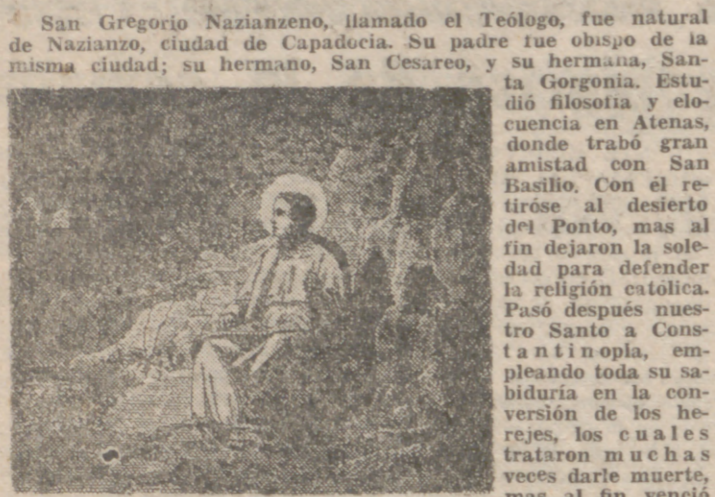 San Gregorio Nazianzeno, llamado el Teólogo, fue natural
de Nazianzo, ciudad de Capadocia. Su padre fue obispo de la
misma ciudad; su hermano, San Cesareo, y su hermana, San-
ta Gorgonia. Estu-
dió filosofía y elo-
cuencia en Atenas,
donde trabó gran
amistad con San
Basilio. Con él re-
tiróse al desierto
del Ponto, mas al
fin dejaron la sole-
dad para defender
la religión católica.
Pasó después nues-
tro Santo a Cons-
tantinopla, em-
pleando toda su sa-
biduría en la con-
versión de los he-
rejes, los cuales
trataron muchas
veces darle muerte,
mas al fin venció